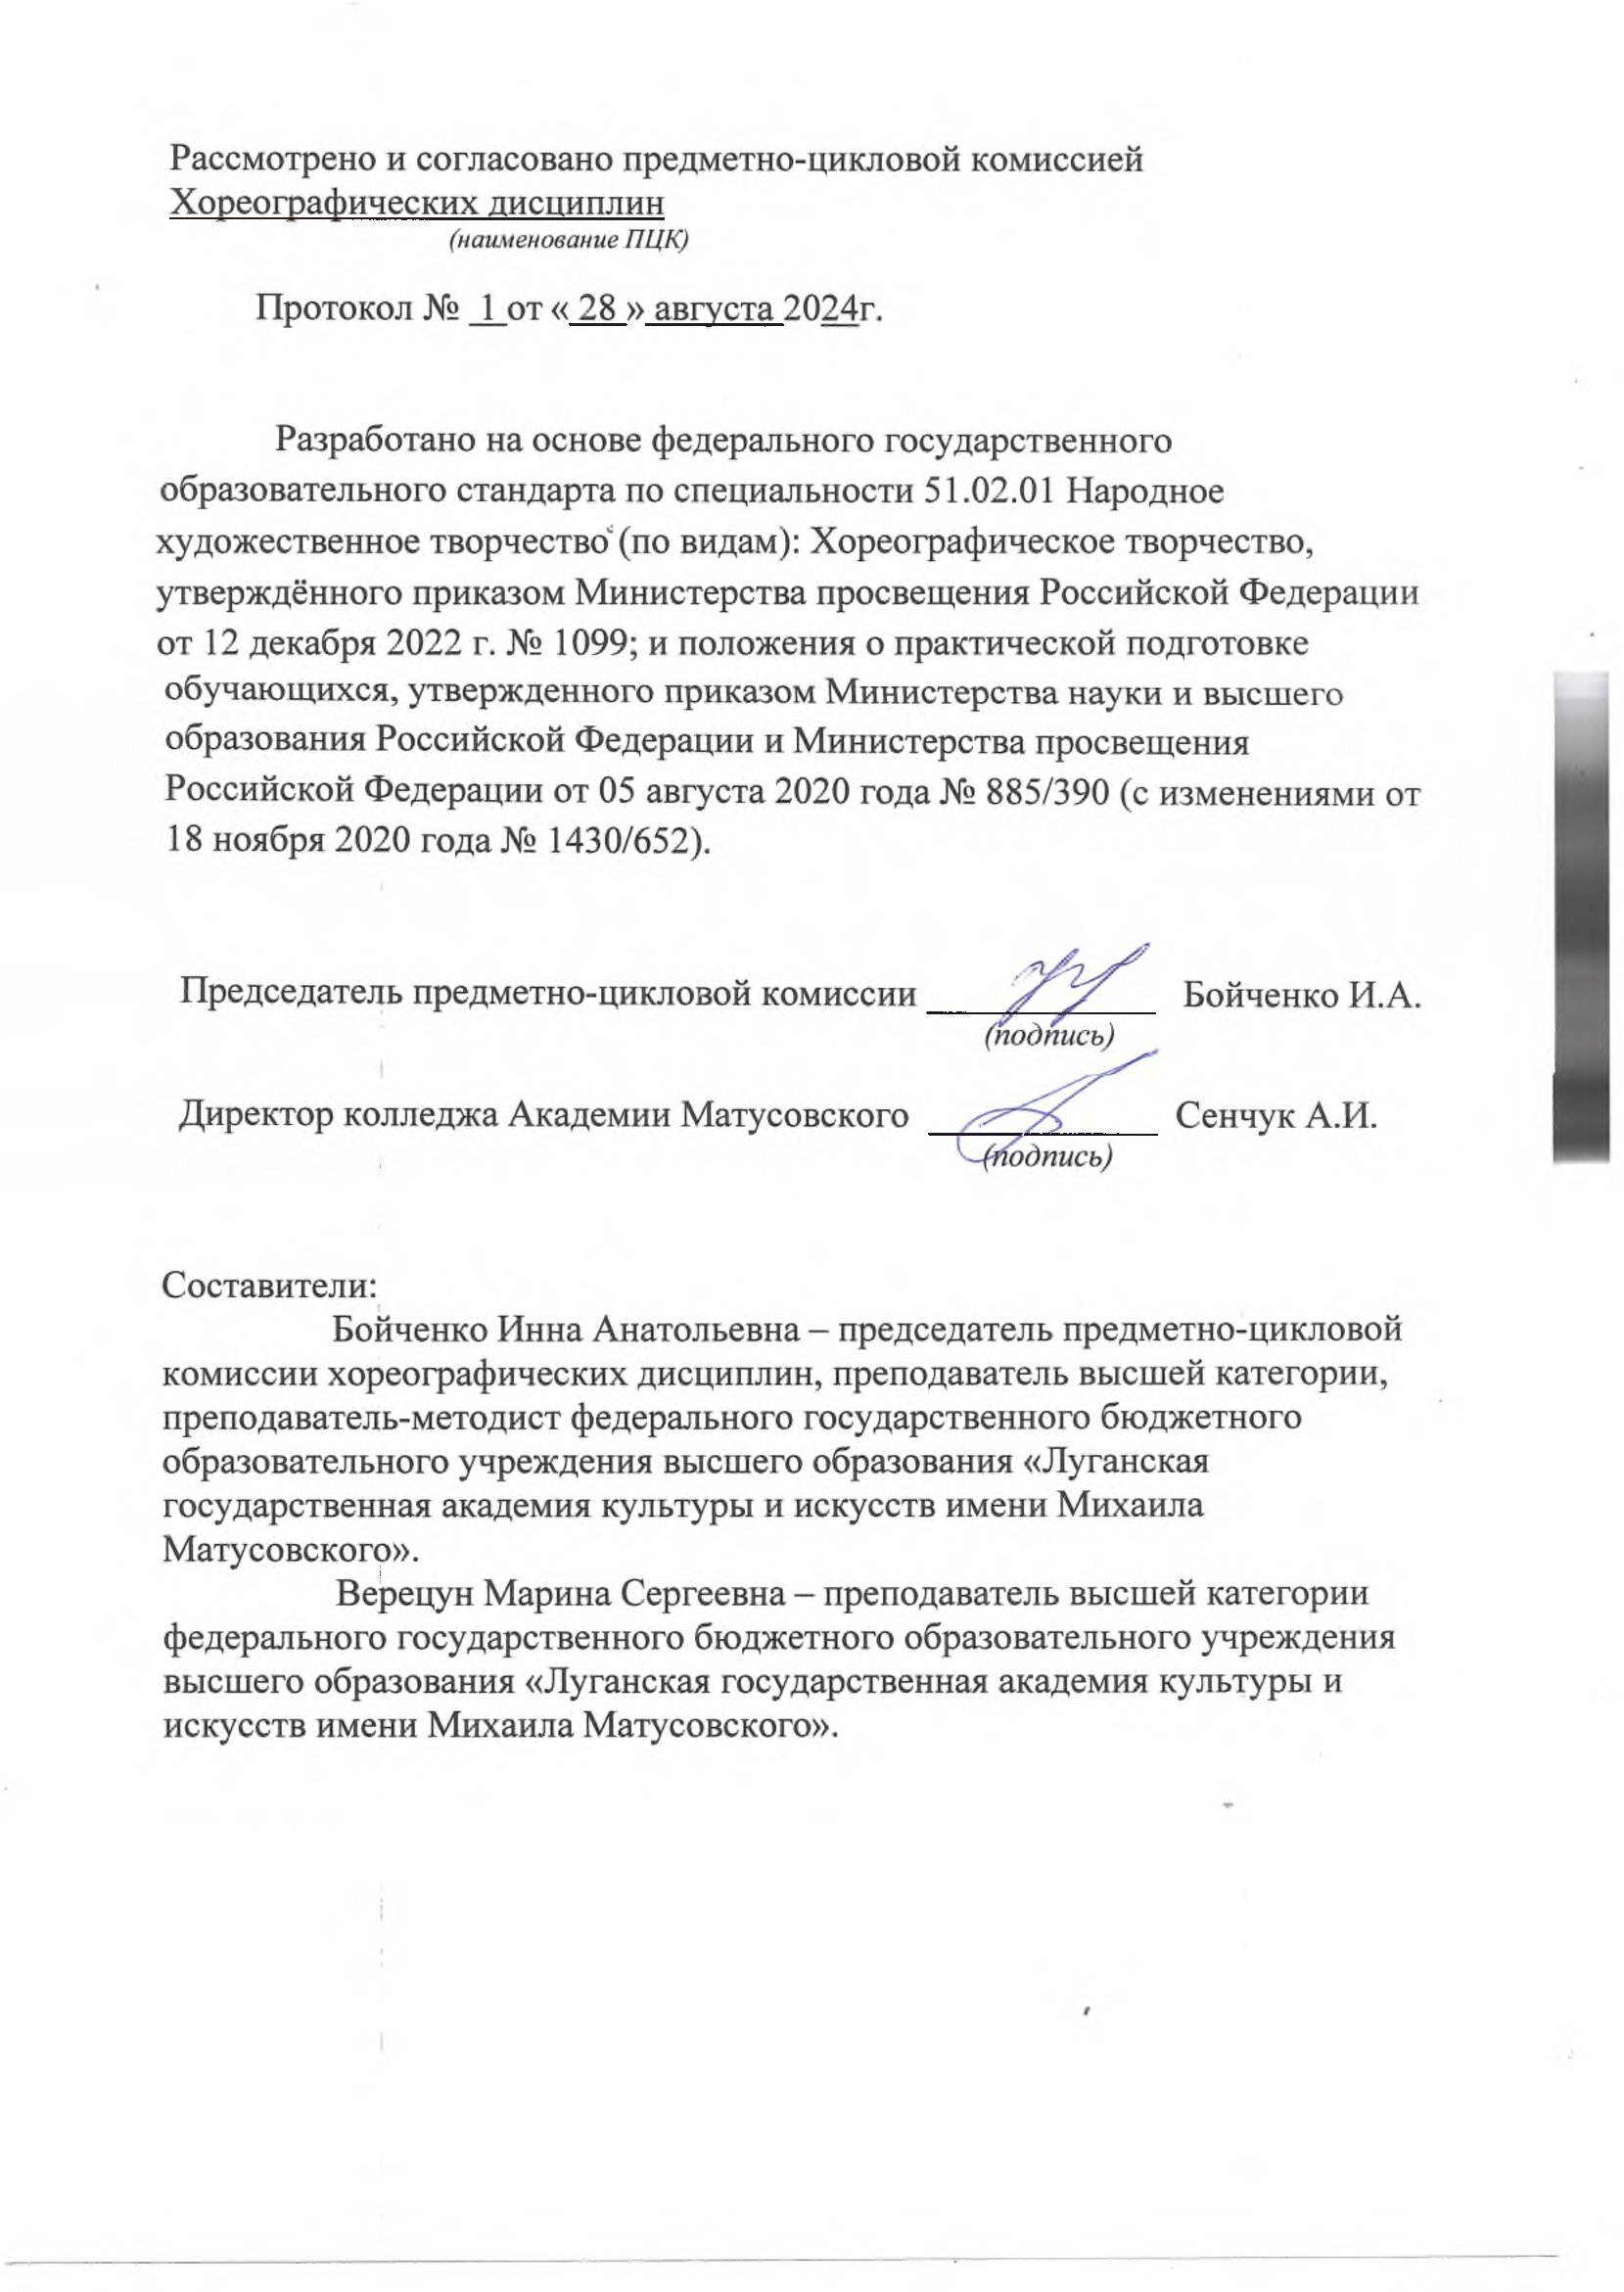 Рассмотрено и согласовано предметно-цикловой комиссией
Хореографических дисциплин
(наименование ПЦК)
Протокол № 1 от « 28 » августа 2024г.
Разработано на основе федерального государственного
образовательного стандарта по специальности 51.02.01 Народное
художественное творчество (по видам): Хореографическое творчество,
утверждённого приказом Министерства просвещения Российской Федерации
от 12 декабря 2022 г. № 1099; и положения о практической подготовке
обучающихся, утвержденного приказом Министерства науки и высшего
образования Российской Федерации и Министерства просвещения
Российской Федерации от 05 августа 2020 года № 885/390 (с изменениями от
18 ноября 2020 года № 1430/652).
Председатель предметно-цикловой комиссии Бойченко И.А.
(подпись)
Директор колледжа Академии Матусовского Сенчук А.И.
(подпись)
Составители:
Бойченко Инна Анатольевна – председатель предметно-цикловой
комиссии хореографических дисциплин, преподаватель высшей категории,
преподаватель-методист федерального государственного бюджетного
образовательного учреждения высшего образования «Луганская
государственная академия культуры и искусств имени Михаила
Матусовского».
Верецун Марина Сергеевна – преподаватель высшей категории
федерального государственного бюджетного образовательного учреждения
высшего образования «Луганская государственная академия культуры и
искусств имени Михаила Матусовского».